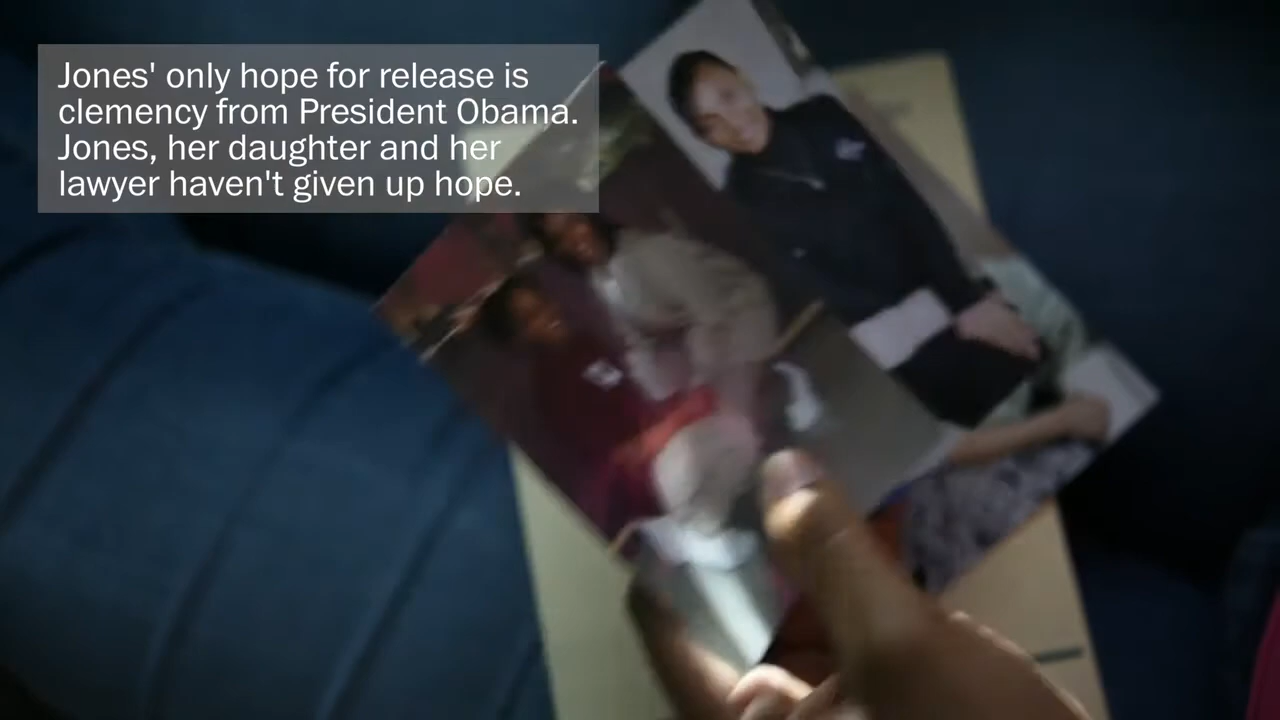 Jones' only hope for release is
clemency from President Obama.
Jones, her daughter and her
lawyer haven't given up hope.